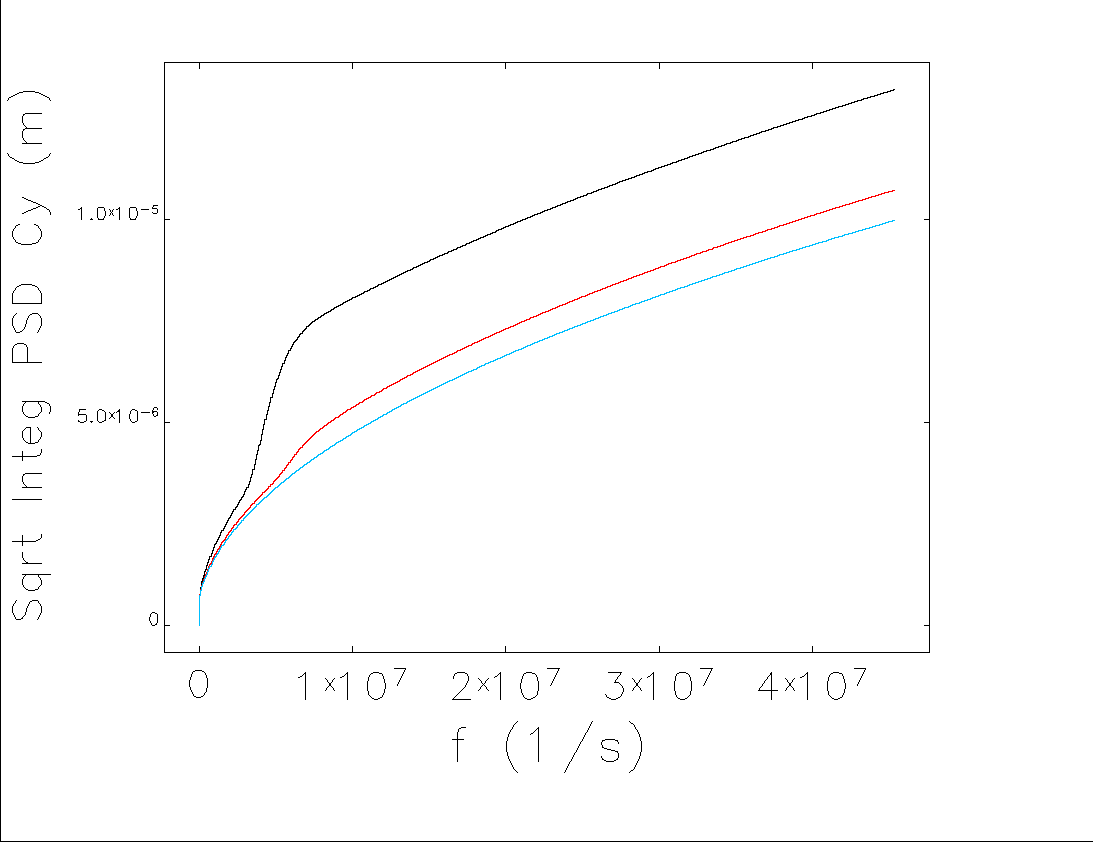 Sqrt Integ PSD Cy (m)
1.0×10⁻⁵
5.0×10⁻⁶
0
0 1×10⁷ 2×10⁷ 3×10⁷ 4×10⁷
f (1/s)